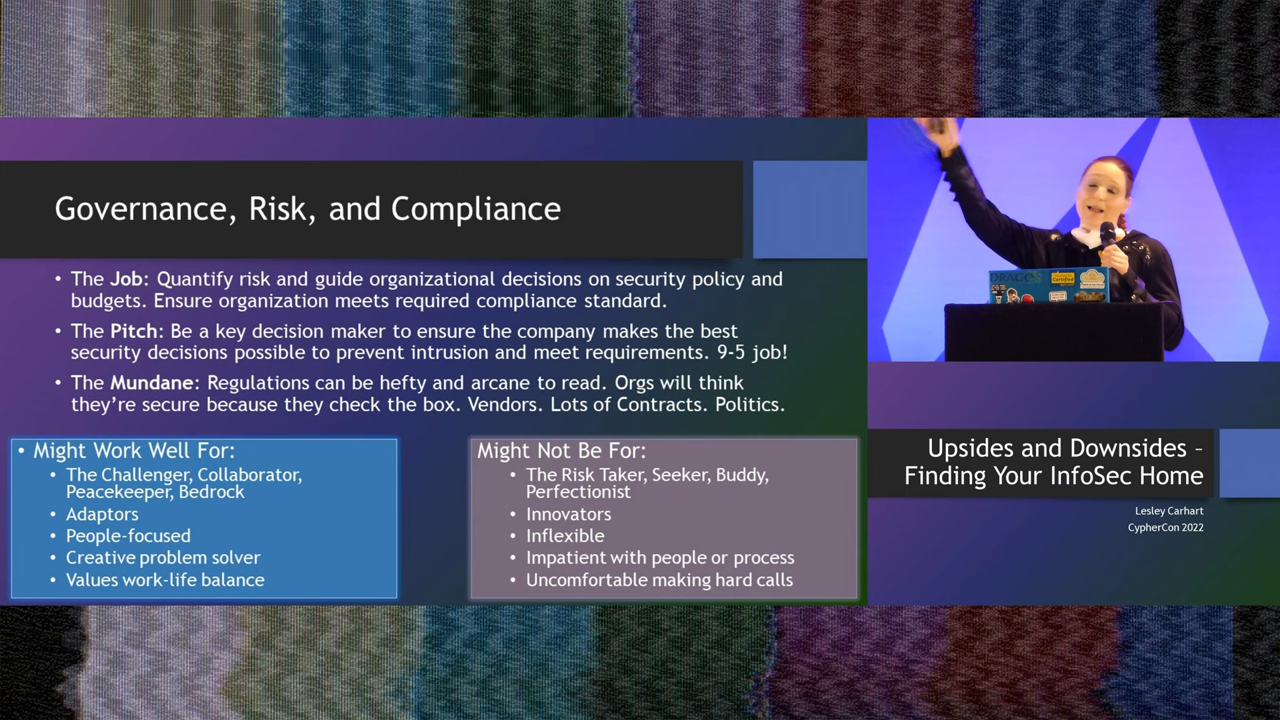 Governance, Risk, and Compliance
• The Job: Quantify risk and guide organizational decisions on security policy and
budgets. Ensure organization meets required compliance standard.
• The Pitch: Be a key decision maker to ensure the company makes the best
security decisions possible to prevent intrusion and meet requirements. 9-5 job!
• The Mundane: Regulations can be hefty and arcane to read. Orgs will think
they're secure because they check the box. Vendors. Lots of Contracts. Politics.
• Might Work Well For:
• The Challenger, Collaborator,
Peacekeeper, Bedrock
• Adaptors
• People-focused
• Creative problem solver
• Values work-life balance
Might Not Be For:
• The Risk Taker, Seeker, Buddy,
Perfectionist
• Innovators
• Inflexible
• Impatient with people or process
• Uncomfortable making hard calls
DRAGOS
Upsides and Downsides –
Finding Your InfoSec Home
Lesley Carhart
CypherCon 2022